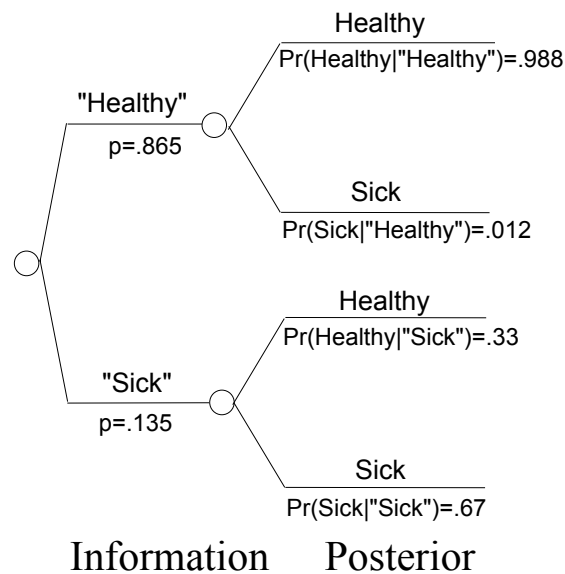 Healthy
Pr(Healthy|"Healthy")=.988
"Healthy"
p=.865
Sick
Pr(Sick|"Healthy")=.012
Healthy
Pr(Healthy|"Sick")=.33
"Sick"
p=.135
Sick
Pr(Sick|"Sick")=.67
Information Posterior